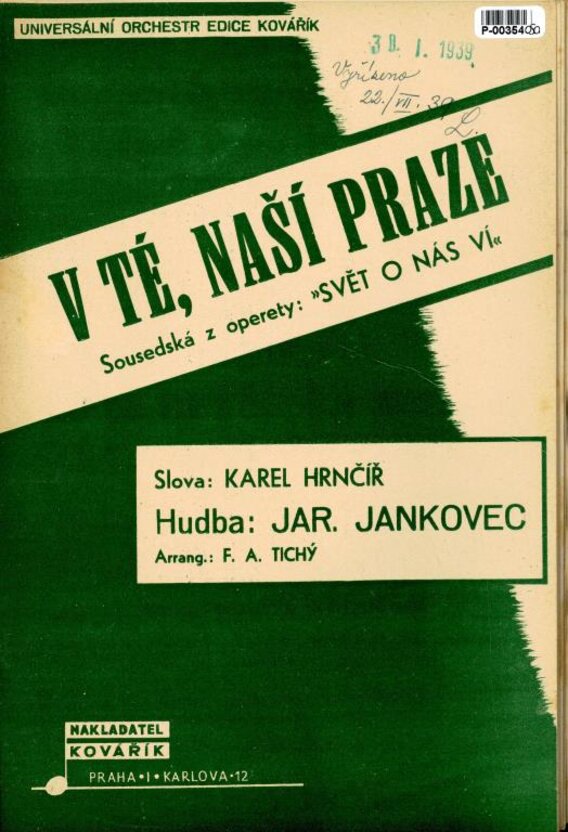 UNIVERSÁLNÍ ORCHESTR EDICE KOVÁŘÍK
P-00354
30. I. 1939
Vyřízeno
22./VII. 39
L.
V TÉ, NAŠÍ PRAZE
Sousedská z operety: »SVĚT O NÁS VÍ«
Slova: KAREL HRNČÍŘ
Hudba: JAR. JANKOVEC
Arrang.: F. A. TICHÝ
NAKLADATEL
KOVÁŘÍK
PRAHA•I•KARLOVA•12